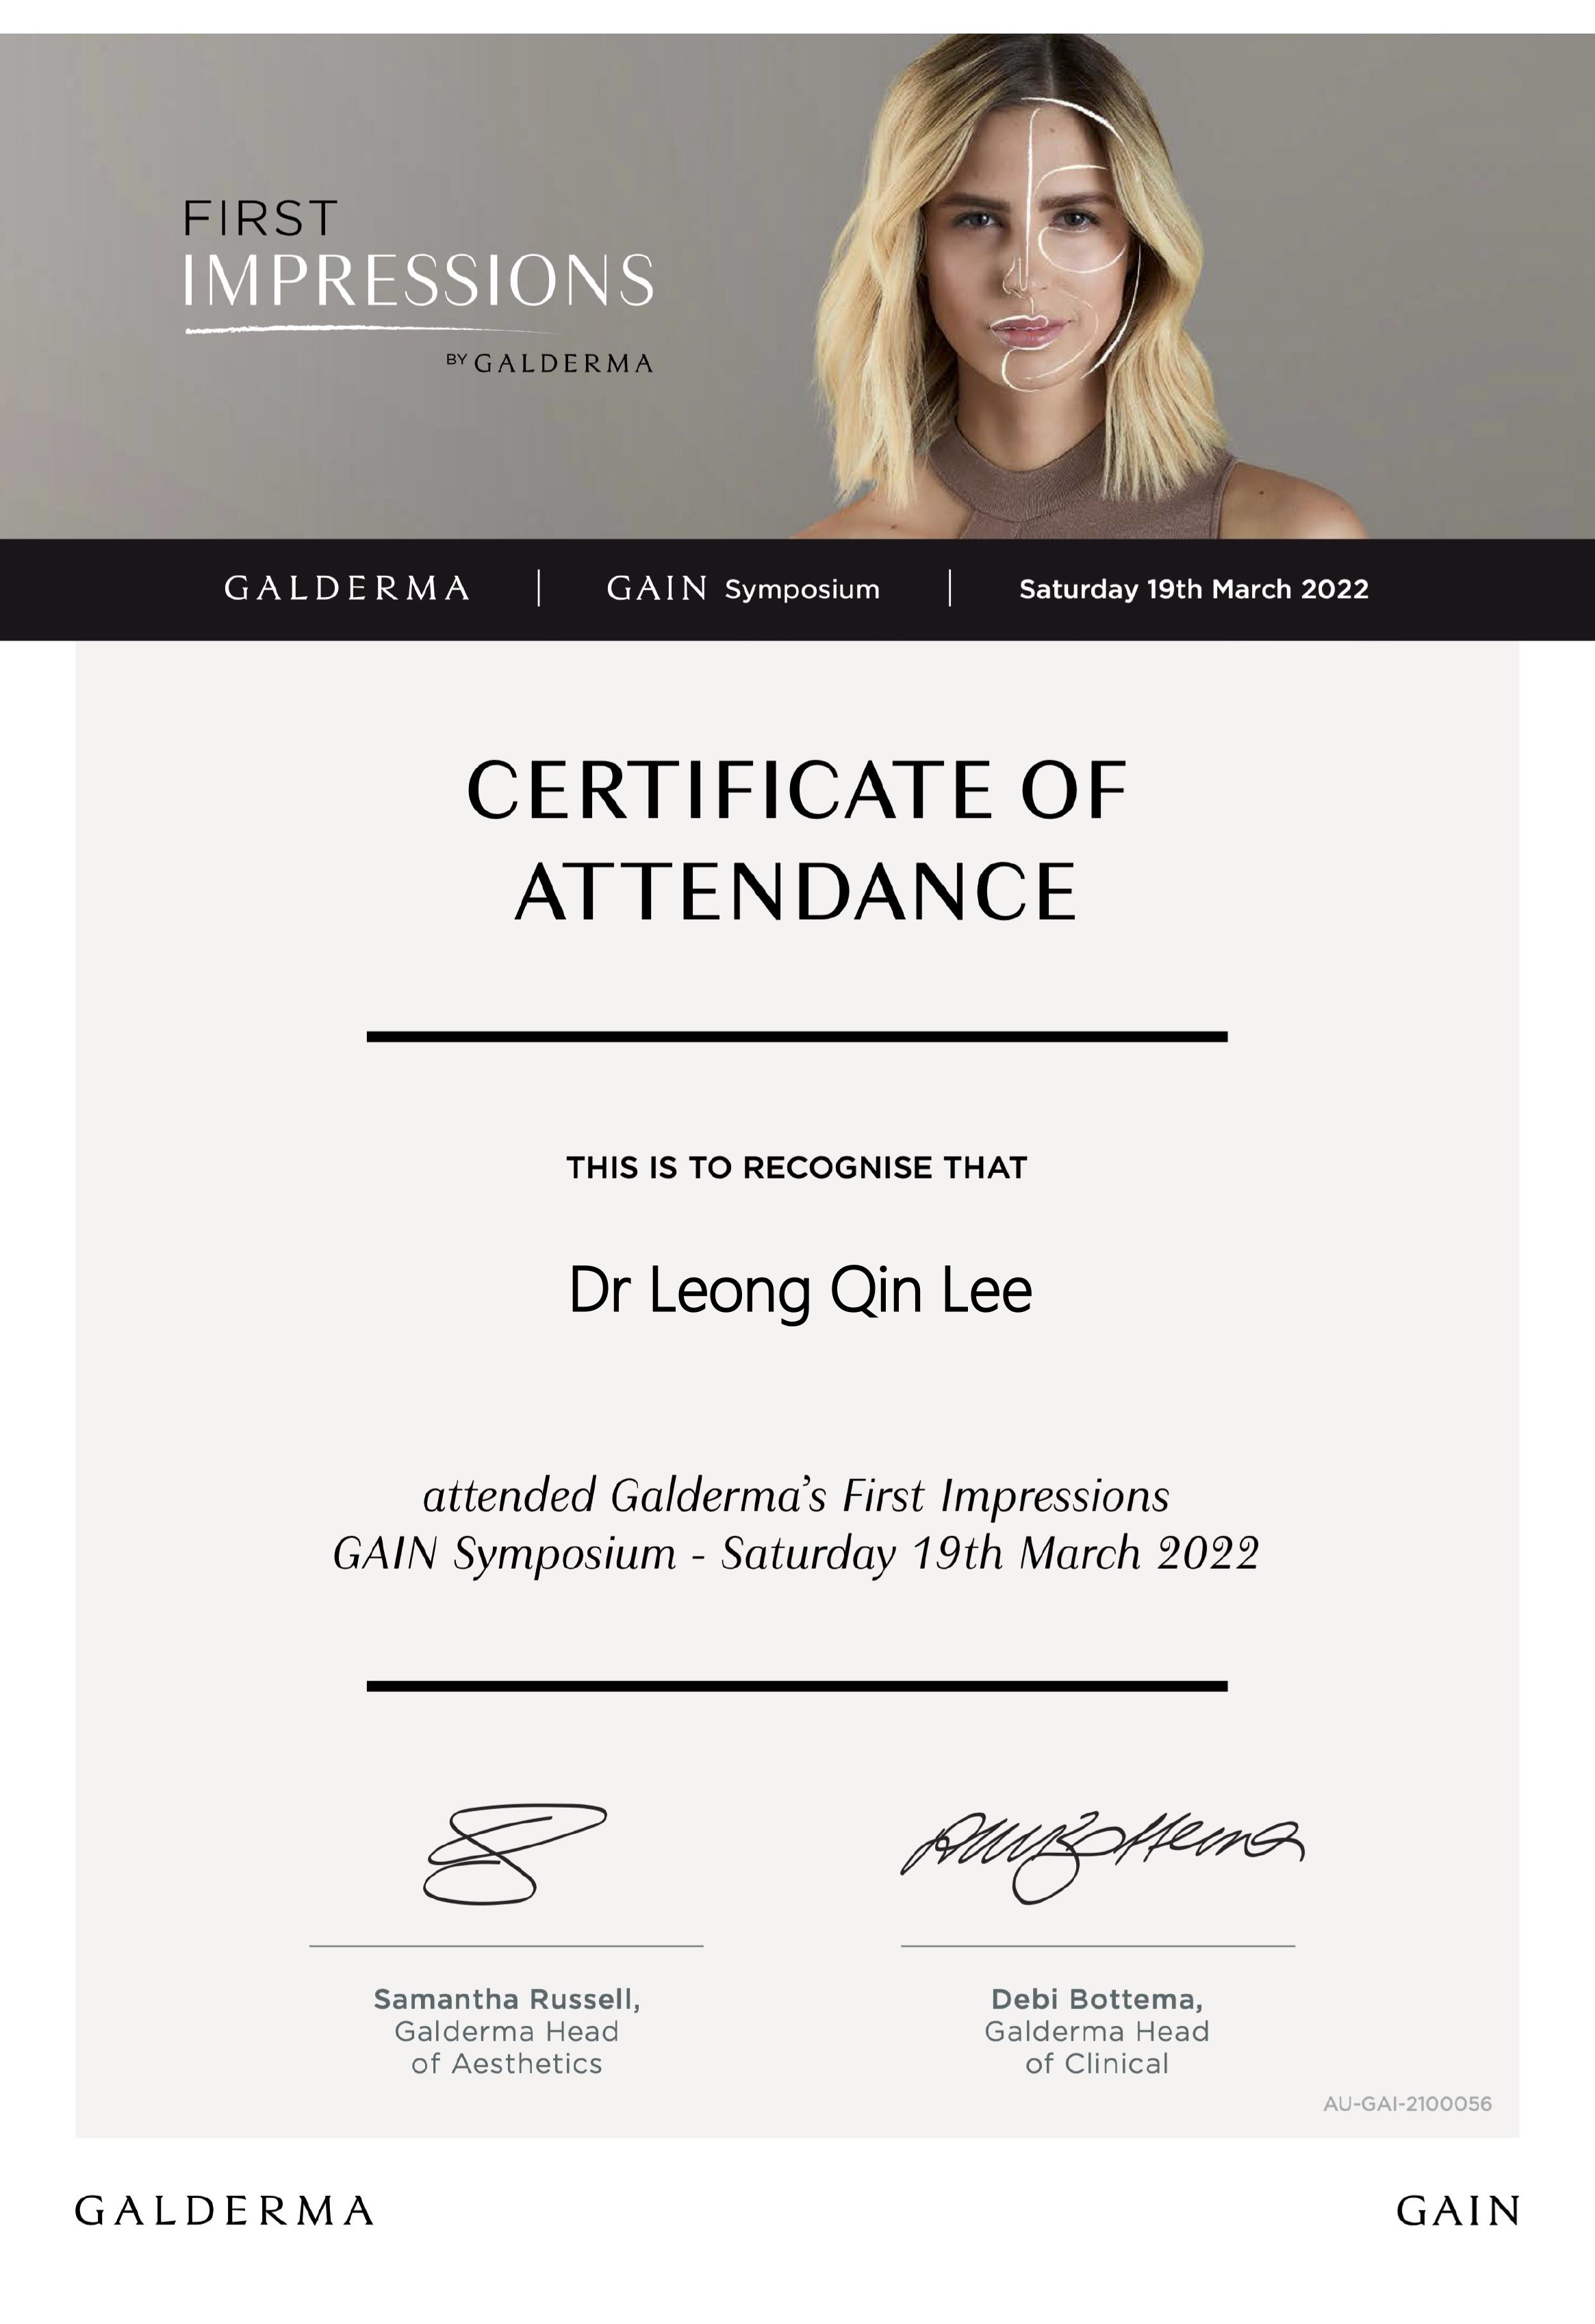 FIRST
IMPRESSIONS
BY GALDERMA
GALDERMA | GAIN Symposium | Saturday 19th March 2022
CERTIFICATE OF
ATTENDANCE
THIS IS TO RECOGNISE THAT
Dr Leong Qin Lee
attended Galderma’s First Impressions
GAIN Symposium - Saturday 19th March 2022
Samantha Russell,
Galderma Head
of Aesthetics
Debi Bottema,
Galderma Head
of Clinical
AU-GAI-2100056
GALDERMA
GAIN